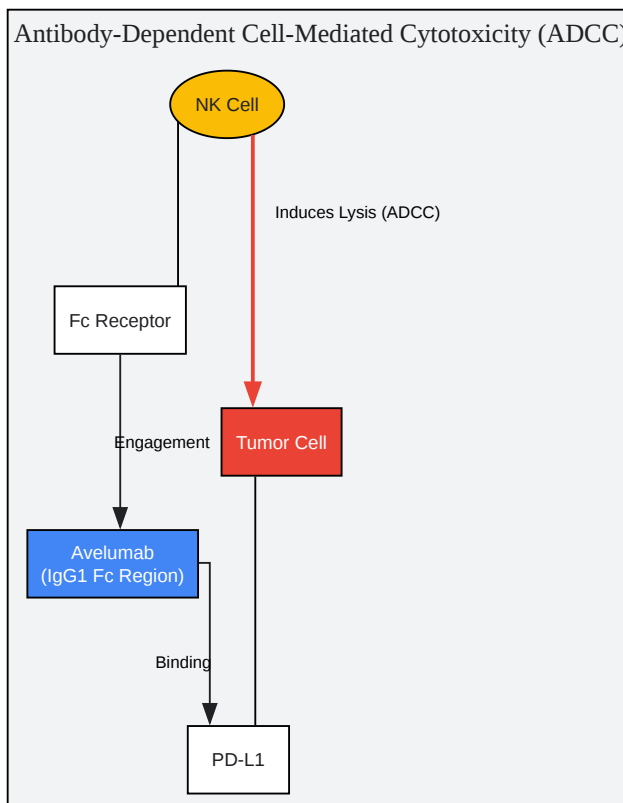 Antibody-Dependent Cell-Mediated Cytotoxicity (ADCC)
NK Cell
Induces Lysis (ADCC)
Fc Receptor
Engagement
Tumor Cell
Avelumab
(IgG1 Fc Region)
Binding
PD-L1